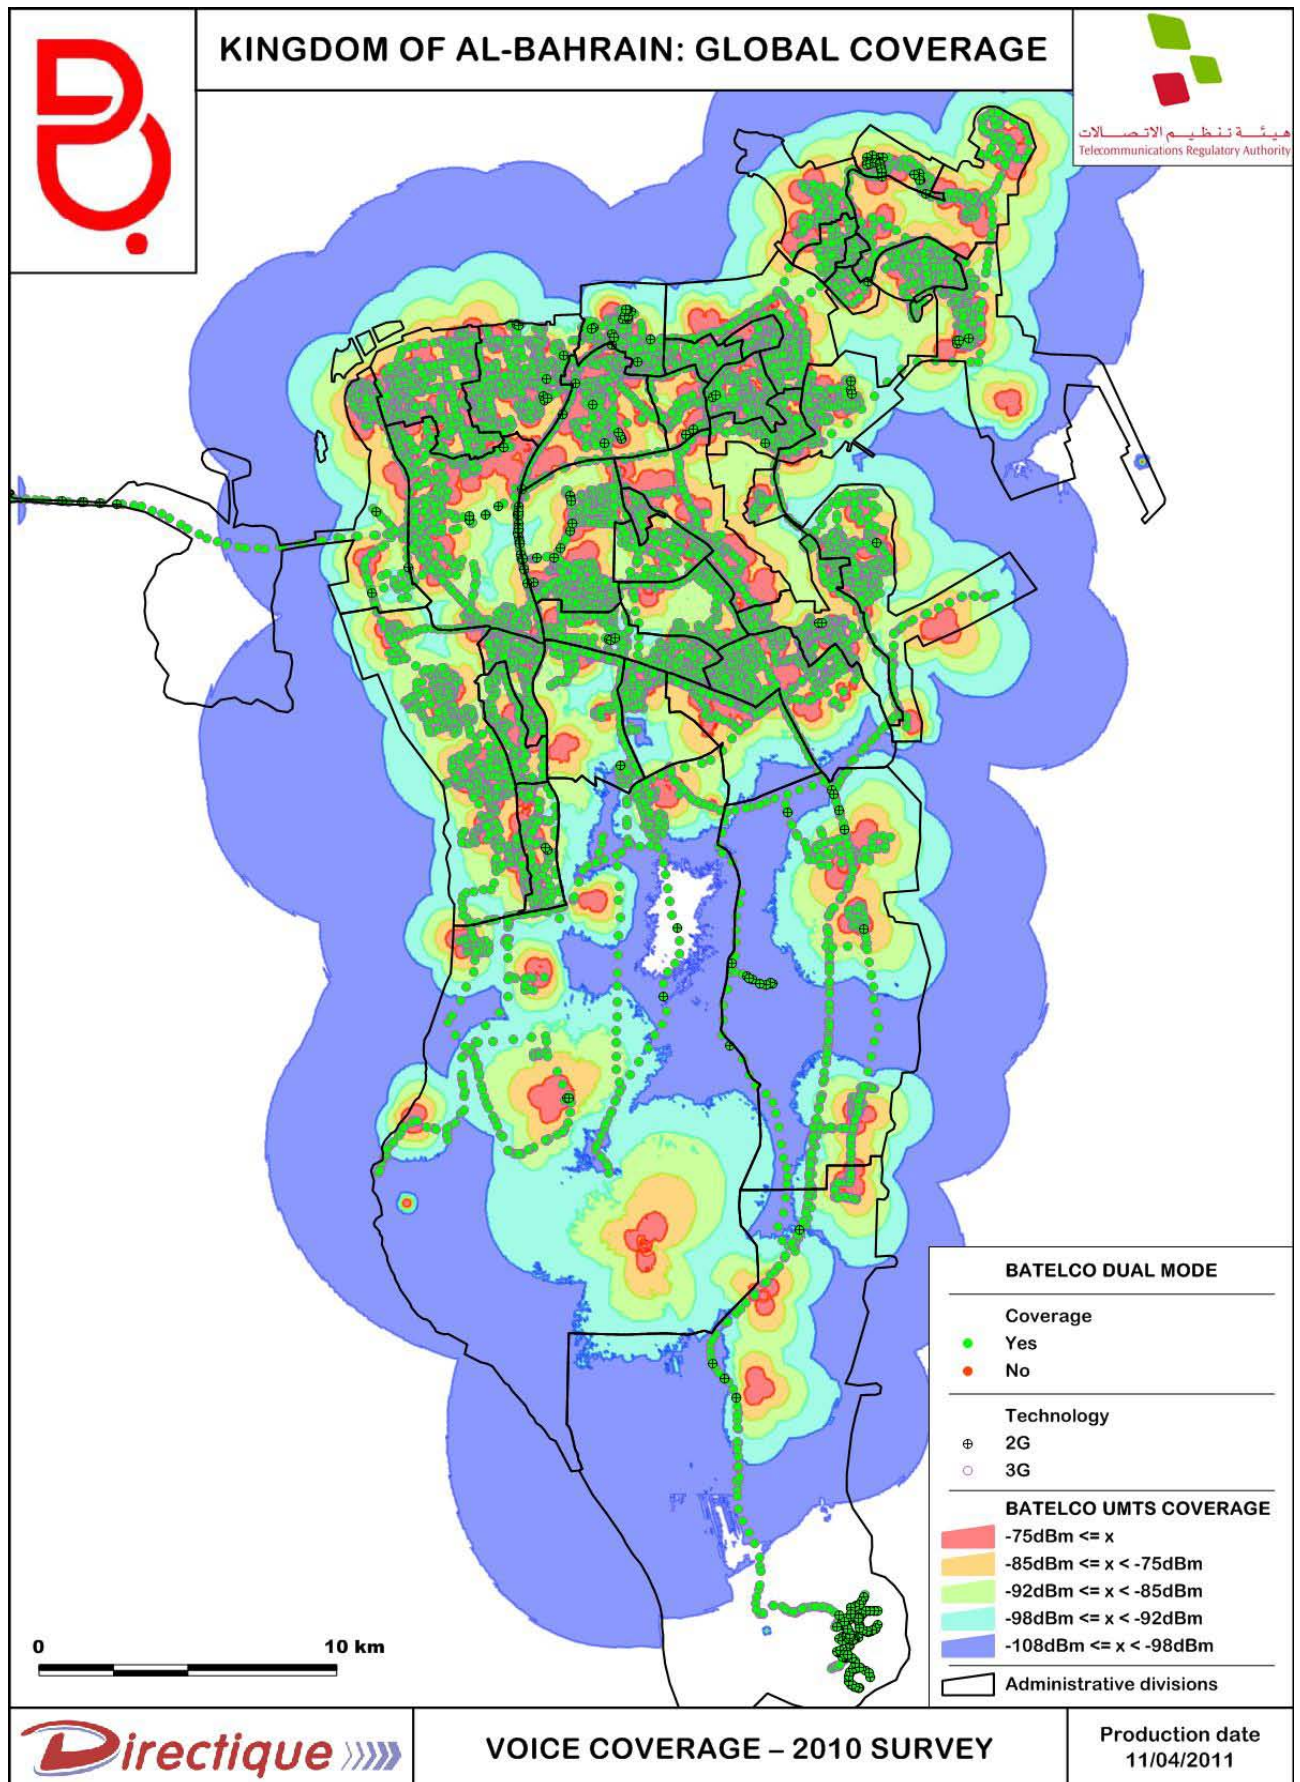 KINGDOM OF AL-BAHRAIN: GLOBAL COVERAGE
هيئة تنظيم الاتصالات
Telecommunications Regulatory Authority
BATELCO DUAL MODE
Coverage
Yes
No
Technology
2G
3G
BATELCO UMTS COVERAGE
-75dBm <= x
-85dBm <= x < -75dBm
-92dBm <= x < -85dBm
-98dBm <= x < -92dBm
-108dBm <= x < -98dBm
Administrative divisions
0 10 km
Directique
VOICE COVERAGE – 2010 SURVEY
Production date
11/04/2011